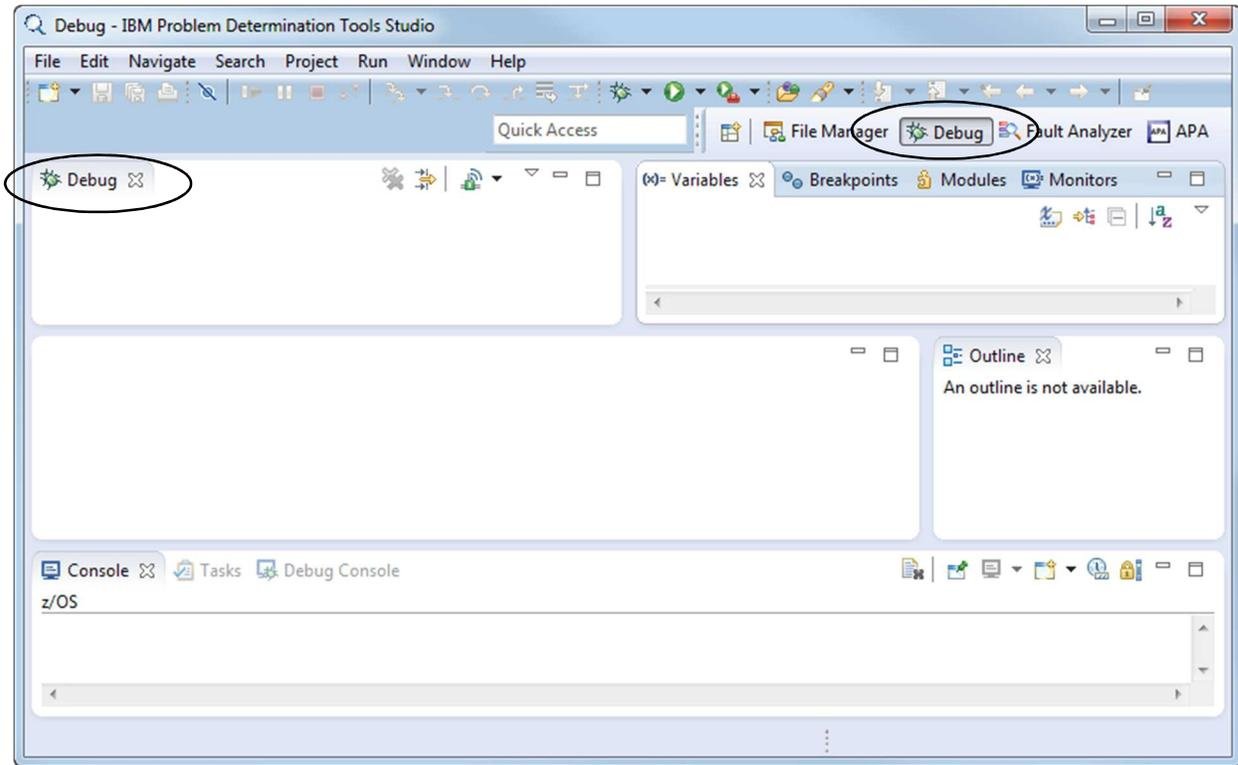 Debug - IBM Problem Determination Tools Studio
File Edit Navigate Search Project Run Window Help
Quick Access
File Manager Debug Fault Analyzer APA APA
Debug
(x)= Variables Breakpoints Modules Monitors
Outline
An outline is not available.
Console Tasks Debug Console
z/OS